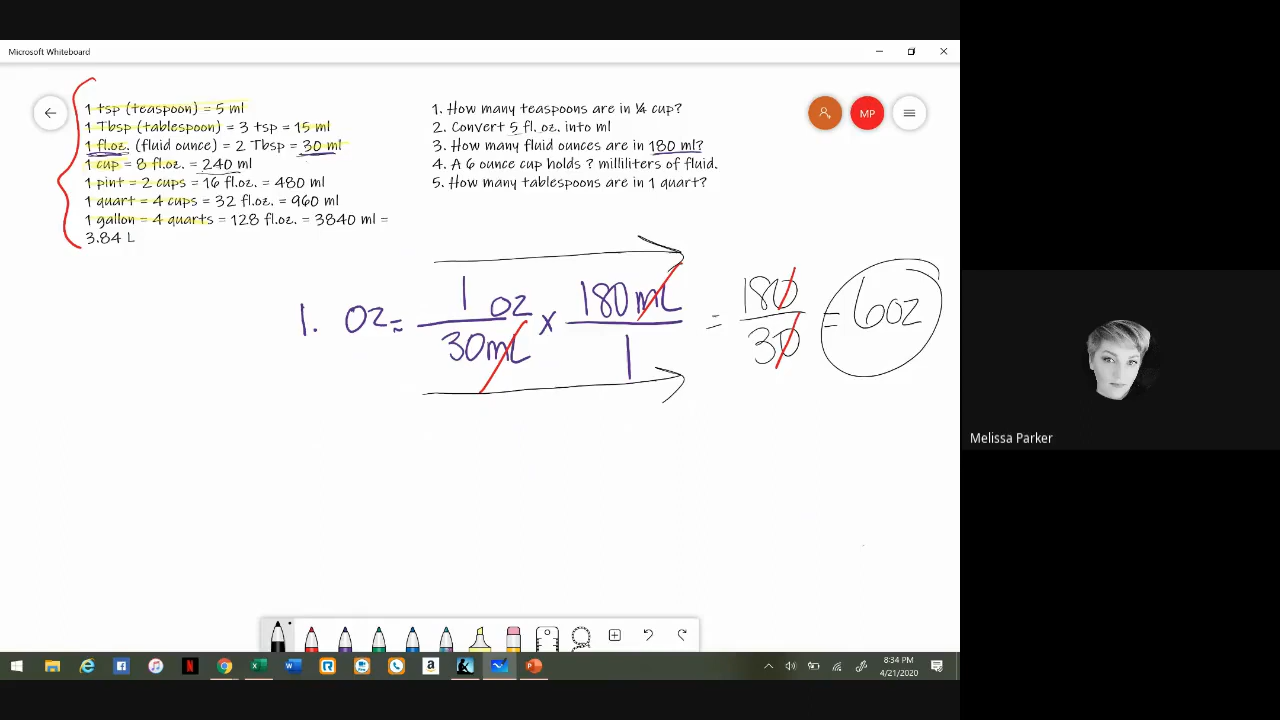 Microsoft Whiteboard
1 tsp (teaspoon) = 5 ml
1 Tbsp (tablespoon) = 3 tsp = 15 ml
1 fl.oz. (fluid ounce) = 2 Tbsp = 30 ml
1 cup = 8 fl.oz. = 240 ml
1 pint = 2 cups = 16 fl.oz. = 480 ml
1 quart = 4 cups = 32 fl.oz. = 960 ml
1 gallon = 4 quarts = 128 fl.oz. = 3840 ml =
3.84 L
1. How many teaspoons are in ¼ cup?
2. Convert 5 fl. oz. into ml
3. How many fluid ounces are in 180 ml?
4. A 6 ounce cup holds ? milliliters of fluid.
5. How many tablespoons are in 1 quart?
MP
1 oz 180 mL 180
1. oz = x = = 6oz
30mL 1 30
Melissa Parker
8:34 PM
4/21/2020